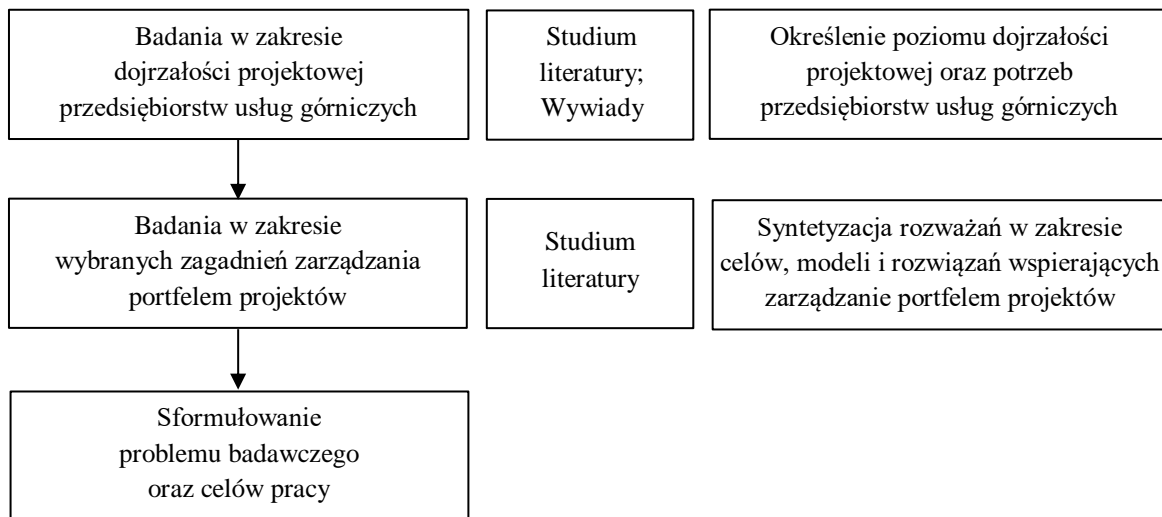 Badania w zakresie
dojrzałości projektowej
przedsiębiorstw usług górniczych
Studium
literatury;
Wywiady
Określenie poziomu dojrzałości
projektowej oraz potrzeb
przedsiębiorstw usług górniczych
Badania w zakresie
wybranych zagadnień zarządzania
portfelem projektów
Studium
literatury
Syntetyzacja rozważań w zakresie
celów, modeli i rozwiązań wspierających
zarządzanie portfelem projektów
Sformułowanie
problemu badawczego
oraz celów pracy